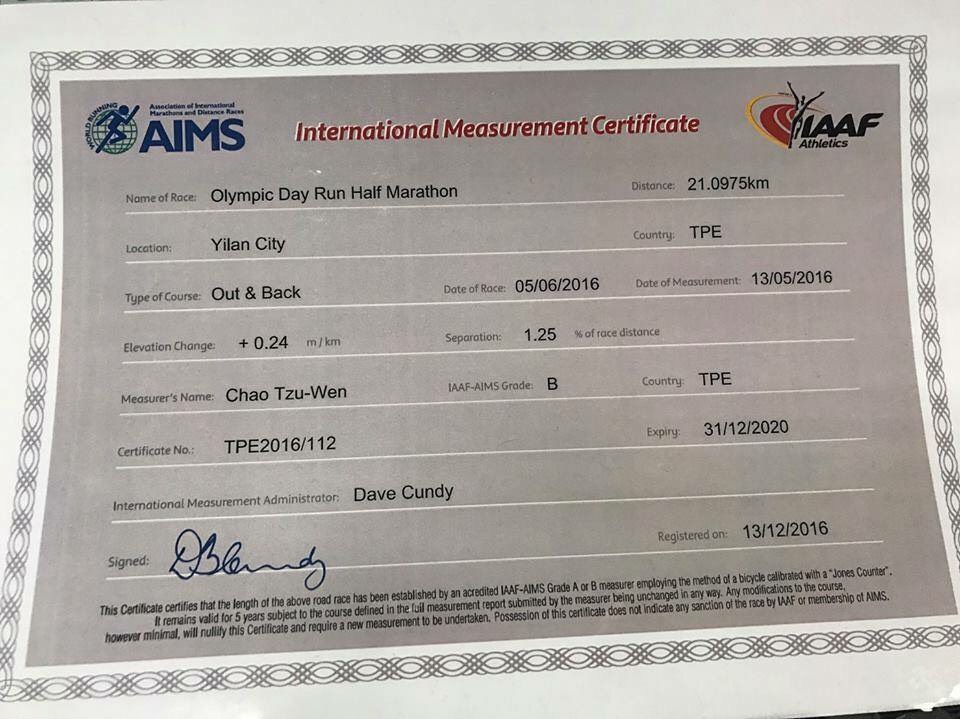 WORLD RUNNING
Association of International
Marathons and Distance Races
AIMS
International Measurement Certificate
IAAF
Athletics
Name of Race: Olympic Day Run Half Marathon Distance: 21.0975km
Location: Yilan City Country: TPE
Type of Course: Out & Back Date of Race: 05/06/2016 Date of Measurement: 13/05/2016
Elevation Change: + 0.24 m/km Separation: 1.25 % of race distance
Measurer's Name: Chao Tzu-Wen IAAF-AIMS Grade: B Country: TPE
Certificate No.: TPE2016/112 Expiry: 31/12/2020
International Measurement Administrator: Dave Cundy
Signed: Registered on: 13/12/2016
This Certificate certifies that the length of the above road race has been established by an accredited IAAF-AIMS Grade A or B measurer employing the method of a bicycle calibrated with a "Jones Counter".
It remains valid for 5 years subject to the course defined in the full measurement report submitted by the measurer being unchanged in any way. Any modifications to the course,
however minimal, will nullify this Certificate and require a new measurement to be undertaken. Possession of this certificate does not indicate any sanction of the race by IAAF or membership of AIMS.